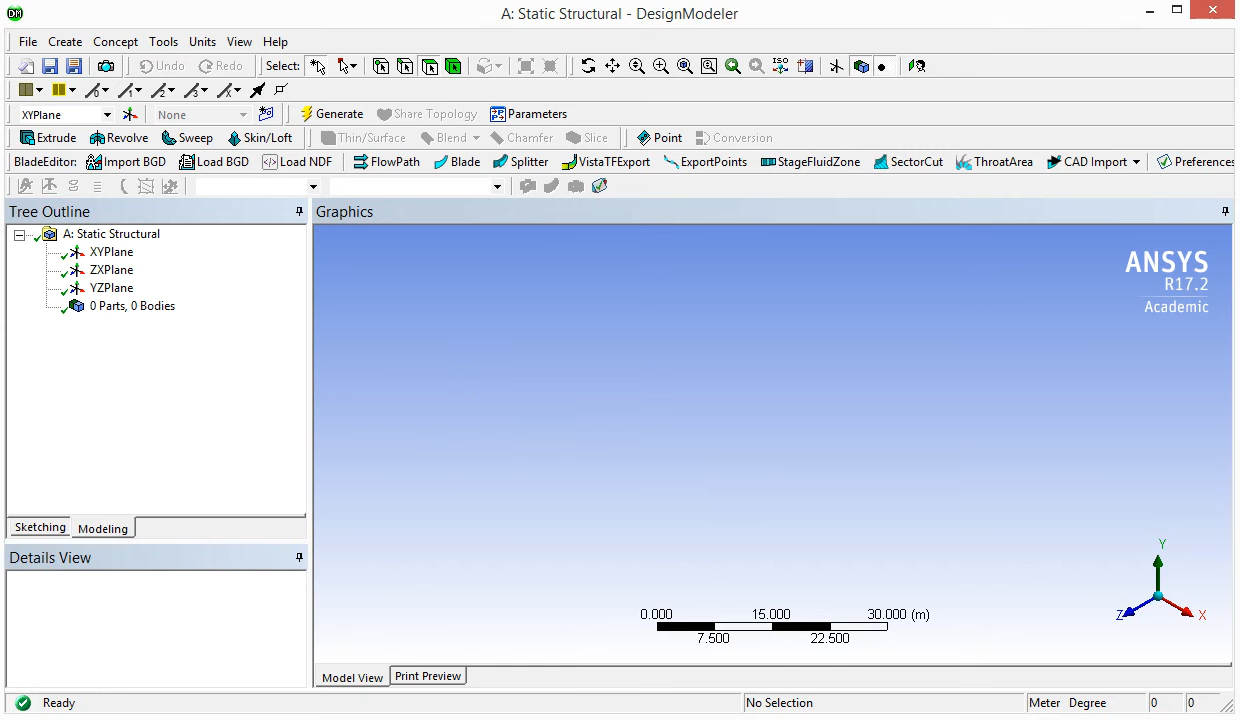 DM A: Static Structural - DesignModeler
File Create Concept Tools Units View Help
Undo Redo Select: ISO
XYPlane None Generate Share Topology Parameters
Extrude Revolve Sweep Skin/Loft Thin/Surface Blend Chamfer Slice Point Conversion
BladeEditor: Import BGD Load BGD Load NDF FlowPath Blade Splitter VistaTFExport ExportPoints StageFluidZone SectorCut ThroatArea CAD Import Preferences
Tree Outline
A: Static Structural
XYPlane
ZXPlane
YZPlane
0 Parts, 0 Bodies
Sketching Modeling
Details View
Graphics
ANSYS
R17.2
Academic
0.000 15.000 30.000 (m)
7.500 22.500
Y
Z X
Model View Print Preview
Ready No Selection Meter Degree 0 0